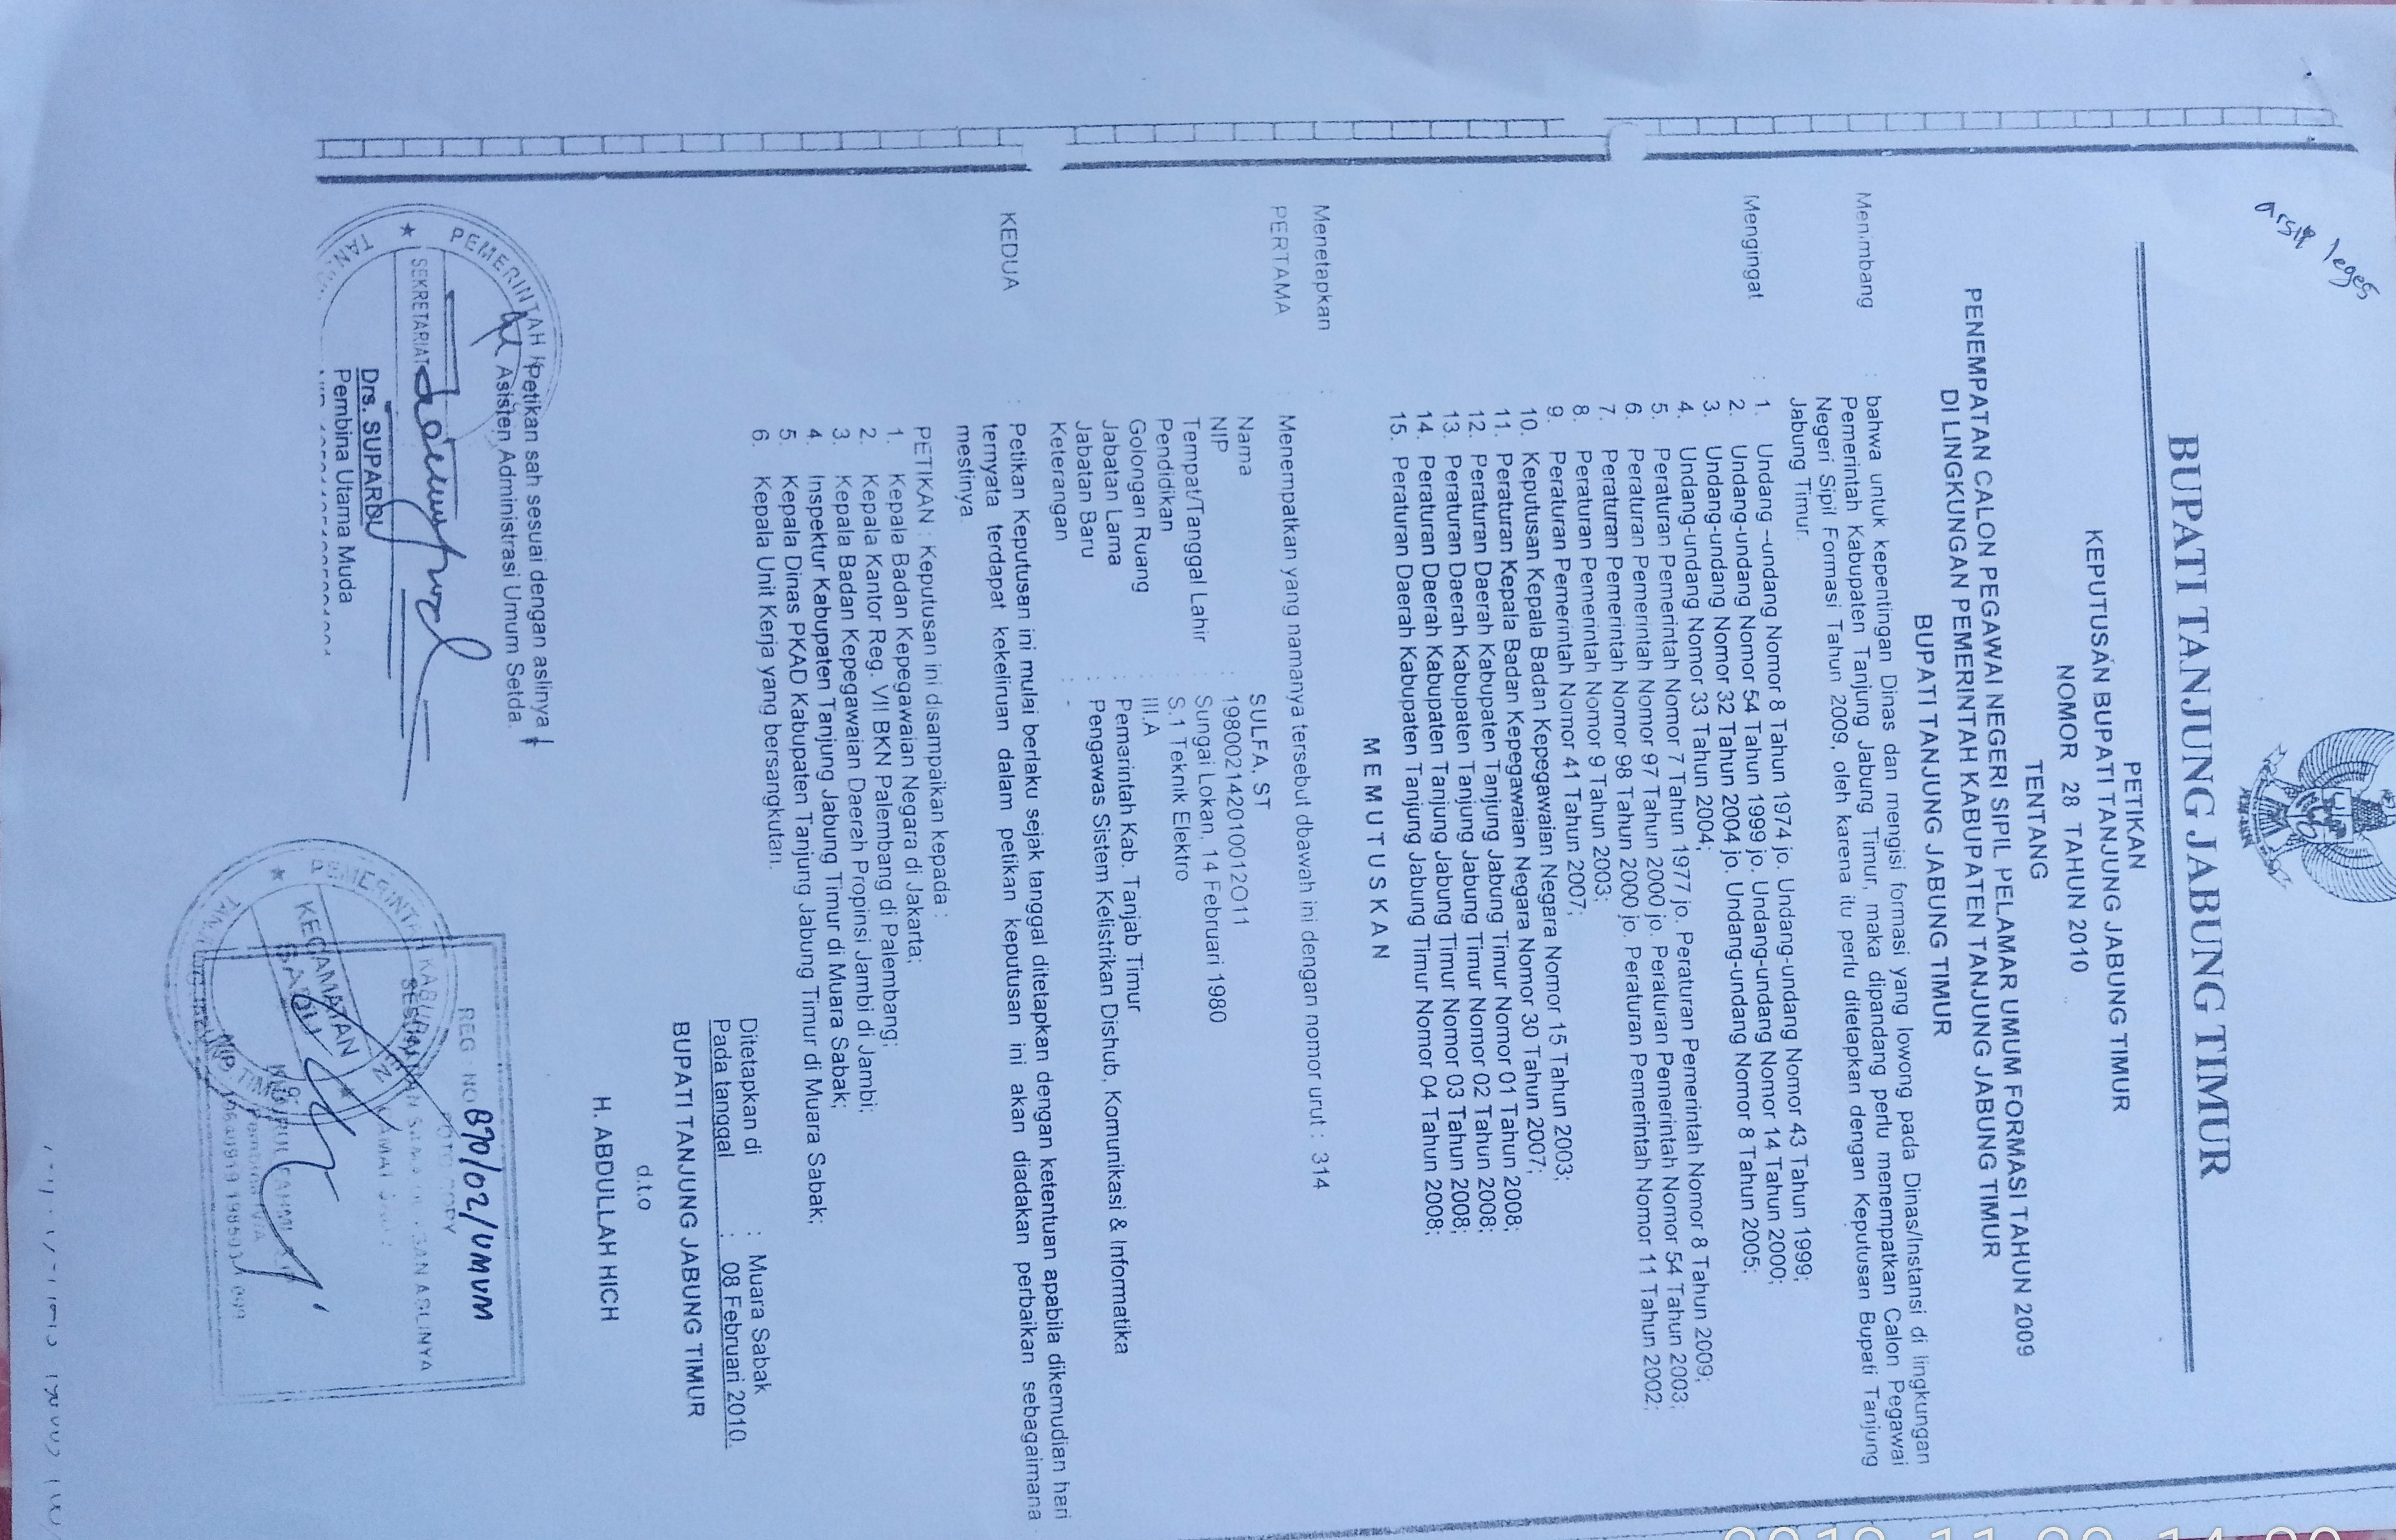 arsip leges
BUPATI TANJUNG JABUNG TIMUR
PETIKAN
KEPUTUSAN BUPATI TANJUNG JABUNG TIMUR
NOMOR 28 TAHUN 2010
TENTANG
PENEMPATAN CALON PEGAWAI NEGERI SIPIL PELAMAR UMUM FORMASI TAHUN 2009
DI LINGKUNGAN PEMERINTAH KABUPATEN TANJUNG JABUNG TIMUR
BUPATI TANJUNG JABUNG TIMUR
Menimbang : bahwa untuk kepentingan Dinas dan mengisi formasi yang lowong pada Dinas/Instansi di lingkungan
Pemerintah Kabupaten Tanjung Jabung Timur, maka dipandang perlu menempatkan Calon Pegawai
Negeri Sipil Formasi Tahun 2009, oleh karena itu perlu ditetapkan dengan Keputusan Bupati Tanjung
Jabung Timur.
Mengingat : 1. Undang –undang Nomor 8 Tahun 1974 jo. Undang-undang Nomor 43 Tahun 1999;
2. Undang-undang Nomor 54 Tahun 1999 jo. Undang-undang Nomor 14 Tahun 2000;
3. Undang-undang Nomor 32 Tahun 2004 jo. Undang-undang Nomor 8 Tahun 2005;
4. Undang-undang Nomor 33 Tahun 2004;
5. Peraturan Pemerintah Nomor 7 Tahun 1977 jo. Peraturan Pemerintah Nomor 8 Tahun 2009;
6. Peraturan Pemerintah Nomor 97 Tahun 2000 jo. Peraturan Pemerintah Nomor 54 Tahun 2003;
7. Peraturan Pemerintah Nomor 98 Tahun 2000 jo. Peraturan Pemerintah Nomor 11 Tahun 2002;
8. Peraturan Pemerintah Nomor 9 Tahun 2003;
9. Peraturan Pemerintah Nomor 41 Tahun 2007;
10. Keputusan Kepala Badan Kepegawaian Negara Nomor 15 Tahun 2003;
11. Peraturan Kepala Badan Kepegawaian Negara Nomor 30 Tahun 2007;
12. Peraturan Daerah Kabupaten Tanjung Jabung Timur Nomor 01 Tahun 2008;
13. Peraturan Daerah Kabupaten Tanjung Jabung Timur Nomor 02 Tahun 2008;
14. Peraturan Daerah Kabupaten Tanjung Jabung Timur Nomor 03 Tahun 2008;
15. Peraturan Daerah Kabupaten Tanjung Jabung Timur Nomor 04 Tahun 2008;
MEMUTUSKAN
Menetapkan :
PERTAMA : Menempatkan yang namanya tersebut dbawah ini dengan nomor urut : 314
Nama SULFA, ST
NIP : 198002142010012O11
Tempat/Tanggal Lahir : Sungai Lokan, 14 Februari 1980
Pendidikan : S.1 Teknik Elektro
Golongan Ruang : III.A
Jabatan Lama : Pemerintah Kab. Tanjab Timur
Jabatan Baru : Pengawas Sistem Kelistrikan Dishub, Komunikasi & Informatika
Keterangan : -
KEDUA : Petikan Keputusan ini mulai berlaku sejak tanggal ditetapkan dengan ketentuan apabila dikemudian hari
ternyata terdapat kekeliruan dalam petikan keputusan ini akan diadakan perbaikan sebagaimana
mestinya.
PETIKAN : Keputusan ini disampaikan kepada :
1. Kepala Badan Kepegawaian Negara di Jakarta;
2. Kepala Kantor Reg. VII BKN Palembang di Palembang;
3. Kepala Badan Kepegawaian Daerah Propinsi Jambi di Jambi;
4. Inspektur Kabupaten Tanjung Jabung Timur di Muara Sabak;
5. Kepala Dinas PKAD Kabupaten Tanjung Jabung Timur di Muara Sabak;
6. Kepala Unit Kerja yang bersangkutan.
Ditetapkan di : Muara Sabak
Pada tanggal : 08 Februari 2010.
BUPATI TANJUNG JABUNG TIMUR
d.t.o
H. ABDULLAH HICH
Petikan sah sesuai dengan aslinya
Asisten Administrasi Umum Setda.
PEMERINTAH
SEKRETARIAT
Drs. SUPARDI
Pembina Utama Muda
REG. NO 870/02/UMUM
FOTO COPY
SESUAI DAN SAMA DENGAN ASLINYA
CAMAT SADU
PEMERINTAH KABUPATEN
KECAMATAN
SADU
TANJUNG JABUNG TIMUR
KHAIRUL FAHMI
Pembina IV/A
NIP.